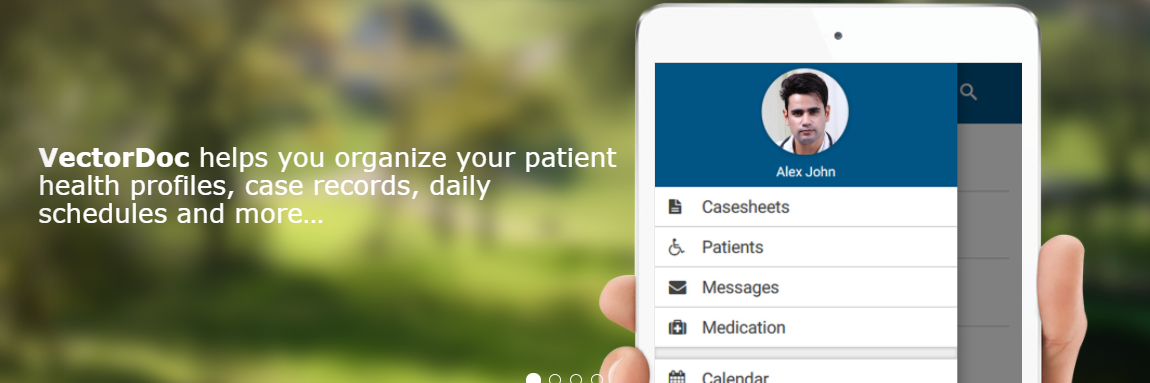 VectorDoc helps you organize your patient
health profiles, case records, daily
schedules and more…
Alex John
Casesheets
Patients
Messages
Medication
Calendar